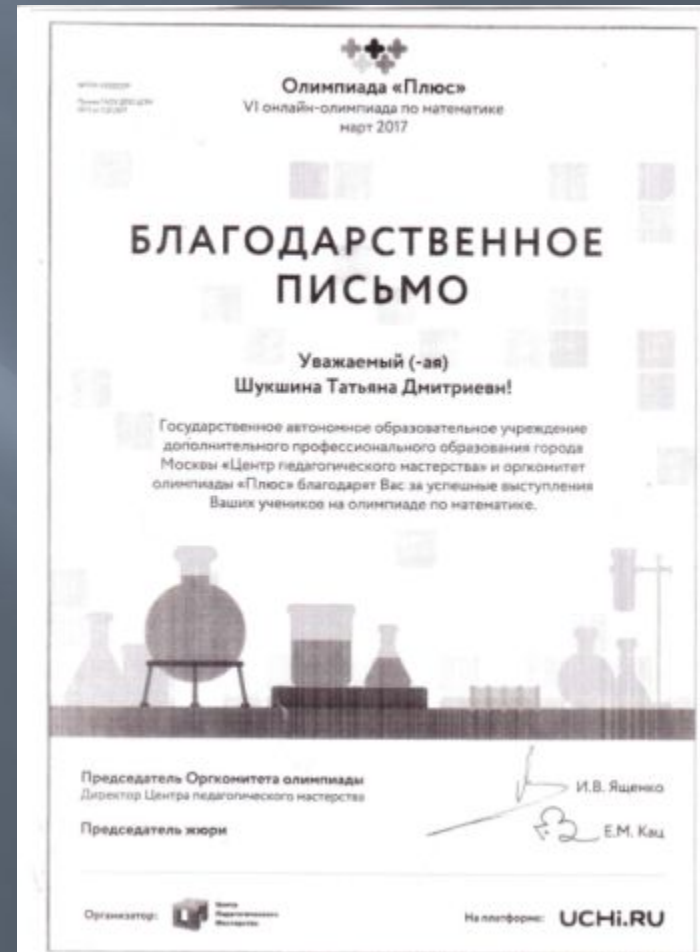 Олимпиада «Плюс»
VI онлайн-олимпиада по математике
март 2017
БЛАГОДАРСТВЕННОЕ
ПИСЬМО
Уважаемый (-ая)
Шукшина Татьяна Дмитриевн!
Государственное автономное образовательное учреждение
дополнительного профессионального образования города
Москвы «Центр педагогического мастерства» и оргкомитет
олимпиады «Плюс» благодарят Вас за успешные выступления
Ваших учеников на олимпиаде по математике.
Председатель Оргкомитета олимпиады
Директор Центра педагогического мастерства
И.В. Ященко
Председатель жюри
Е.М. Кац
Организатор:
Центр
Педагогического
Мастерства
На платформе: UCHi.RU